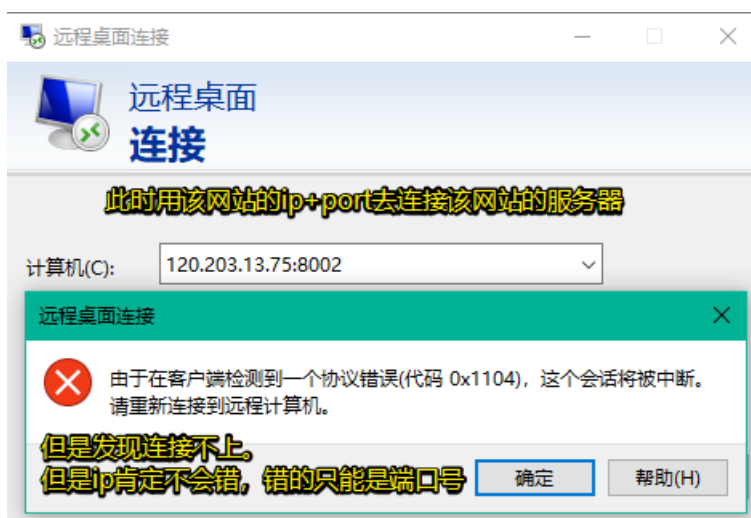 远程桌面连接
远程桌面
连接
此时用该网站的ip+port去连接该网站的服务器
计算机(C):
120.203.13.75:8002
远程桌面连接
由于在客户端检测到一个协议错误(代码 0x1104)，这个会话将被中断。
请重新连接到远程计算机。
但是发现连接不上。
但是ip肯定不会错，错的只能是端口号
确定
帮助(H)